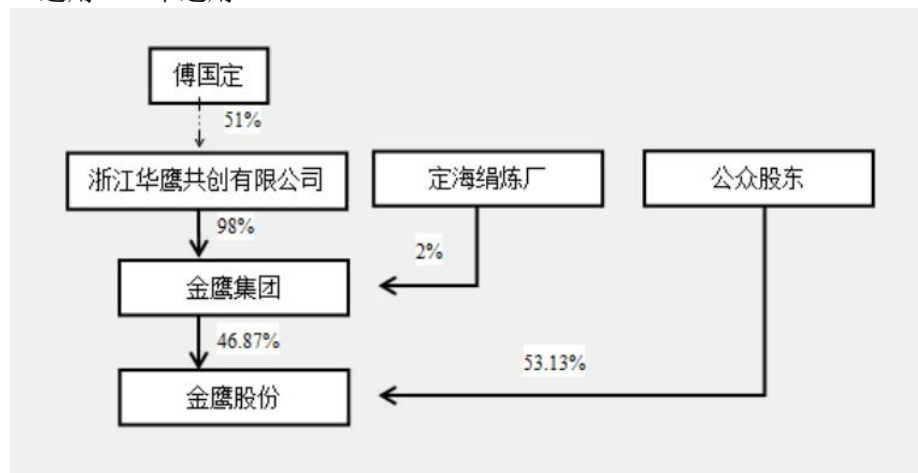 傅国定
51%
浙江华鹰共创有限公司
定海绢炼厂
公众股东
98%
2%
金鹰集团
46.87%
53.13%
金鹰股份